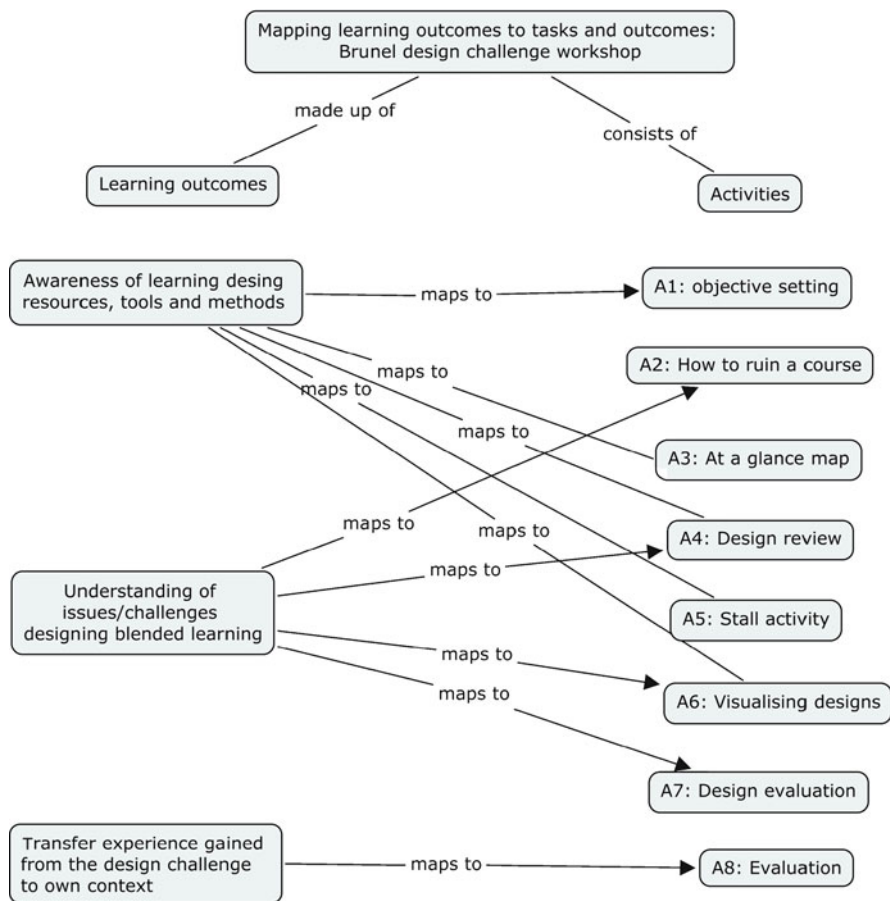 Mapping learning outcomes to tasks and outcomes:
Brunel design challenge workshop
made up of
consists of
Learning outcomes
Activities
Awareness of learning desing
resources, tools and methods
maps to
A1: objective setting
A2: How to ruin a course
maps to
maps to
maps to
A3: At a glance map
maps to
maps to
A4: Design review
maps to
Understanding of
issues/challenges
designing blended learning
A5: Stall activity
maps to
A6: Visualising designs
maps to
A7: Design evaluation
Transfer experience gained
from the design challenge
to own context
maps to
A8: Evaluation